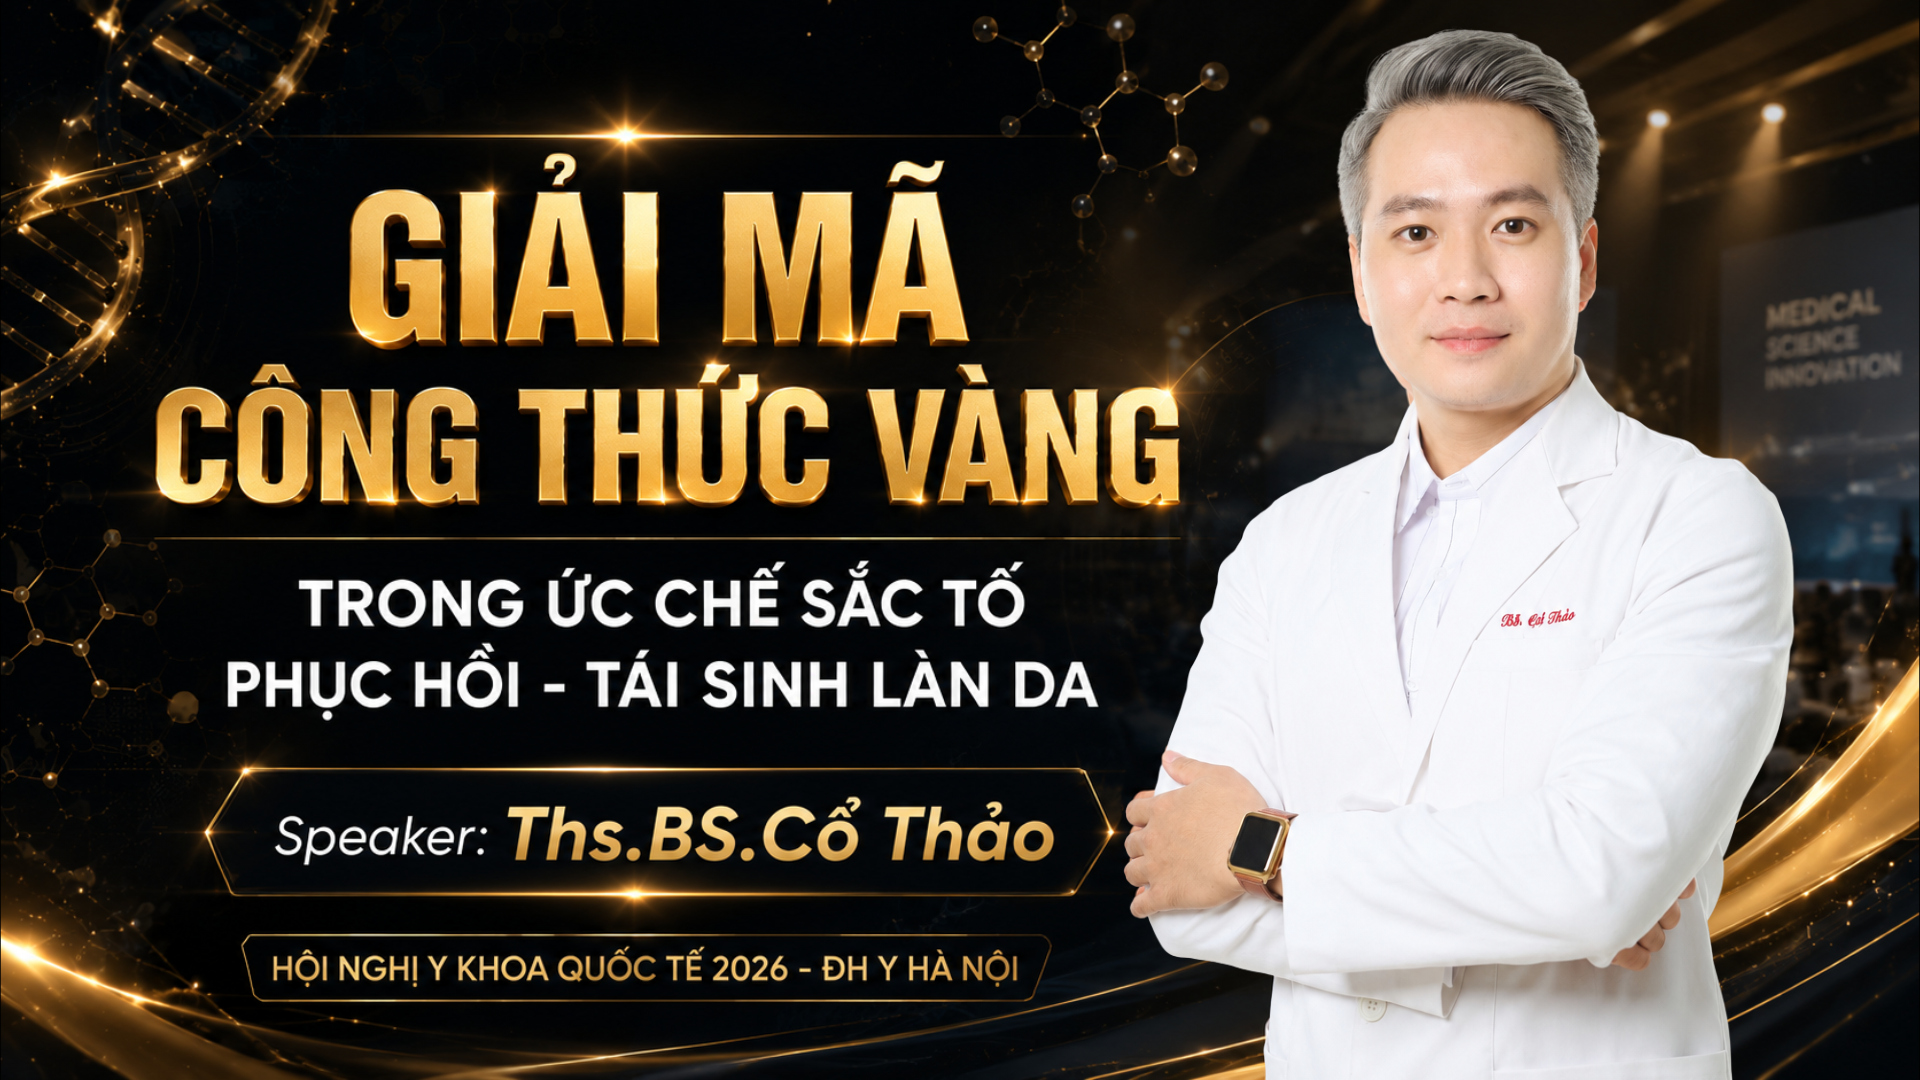 GIẢI MÃ
CÔNG THỨC VÀNG
TRONG ỨC CHẾ SẮC TỐ
PHỤC HỒI - TÁI SINH LÀN DA
Speaker: Ths.BS.Cổ Thảo
HỘI NGHỊ Y KHOA QUỐC TẾ 2026 - ĐH Y HÀ NỘI
MEDICAL
SCIENCE
INNOVATION
Thảo